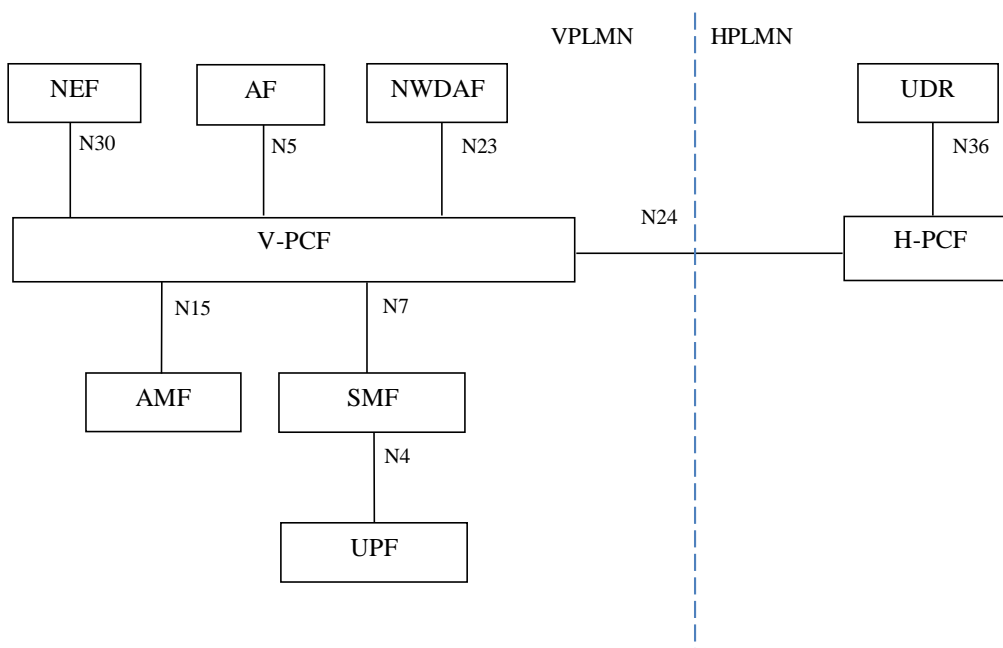 VPLMN
HPLMN
NEF
AF
NWDAF
UDR
N30
N5
N23
N36
N24
V-PCF
H-PCF
N15
N7
AMF
SMF
N4
UPF